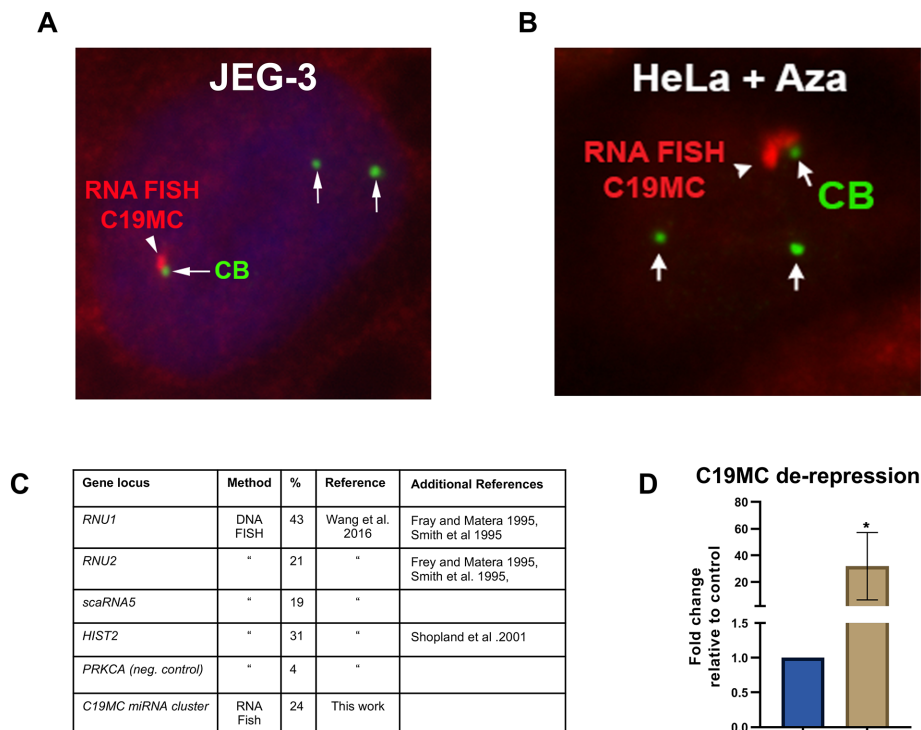 A
JEG-3
RNA FISH
C19MC
CB
B
HeLa + Aza
RNA FISH
C19MC
CB
C
Gene locus Method % Reference Additional References
RNU1 DNA FISH 43 Wang et al. 2016 Fray and Matera 1995, Smith et al 1995
RNU2 “ 21 “ Frey and Matera 1995, Smith et al. 1995,
scaRNA5 “ 19 “
HIST2 “ 31 “ Shopland et al .2001
PRKCA (neg. control) “ 4 “
C19MC miRNA cluster RNA Fish 24 This work
D
C19MC de-repression
Fold change
relative to control
80
60
40
20
1.5
1.0
0.5
0.0
*